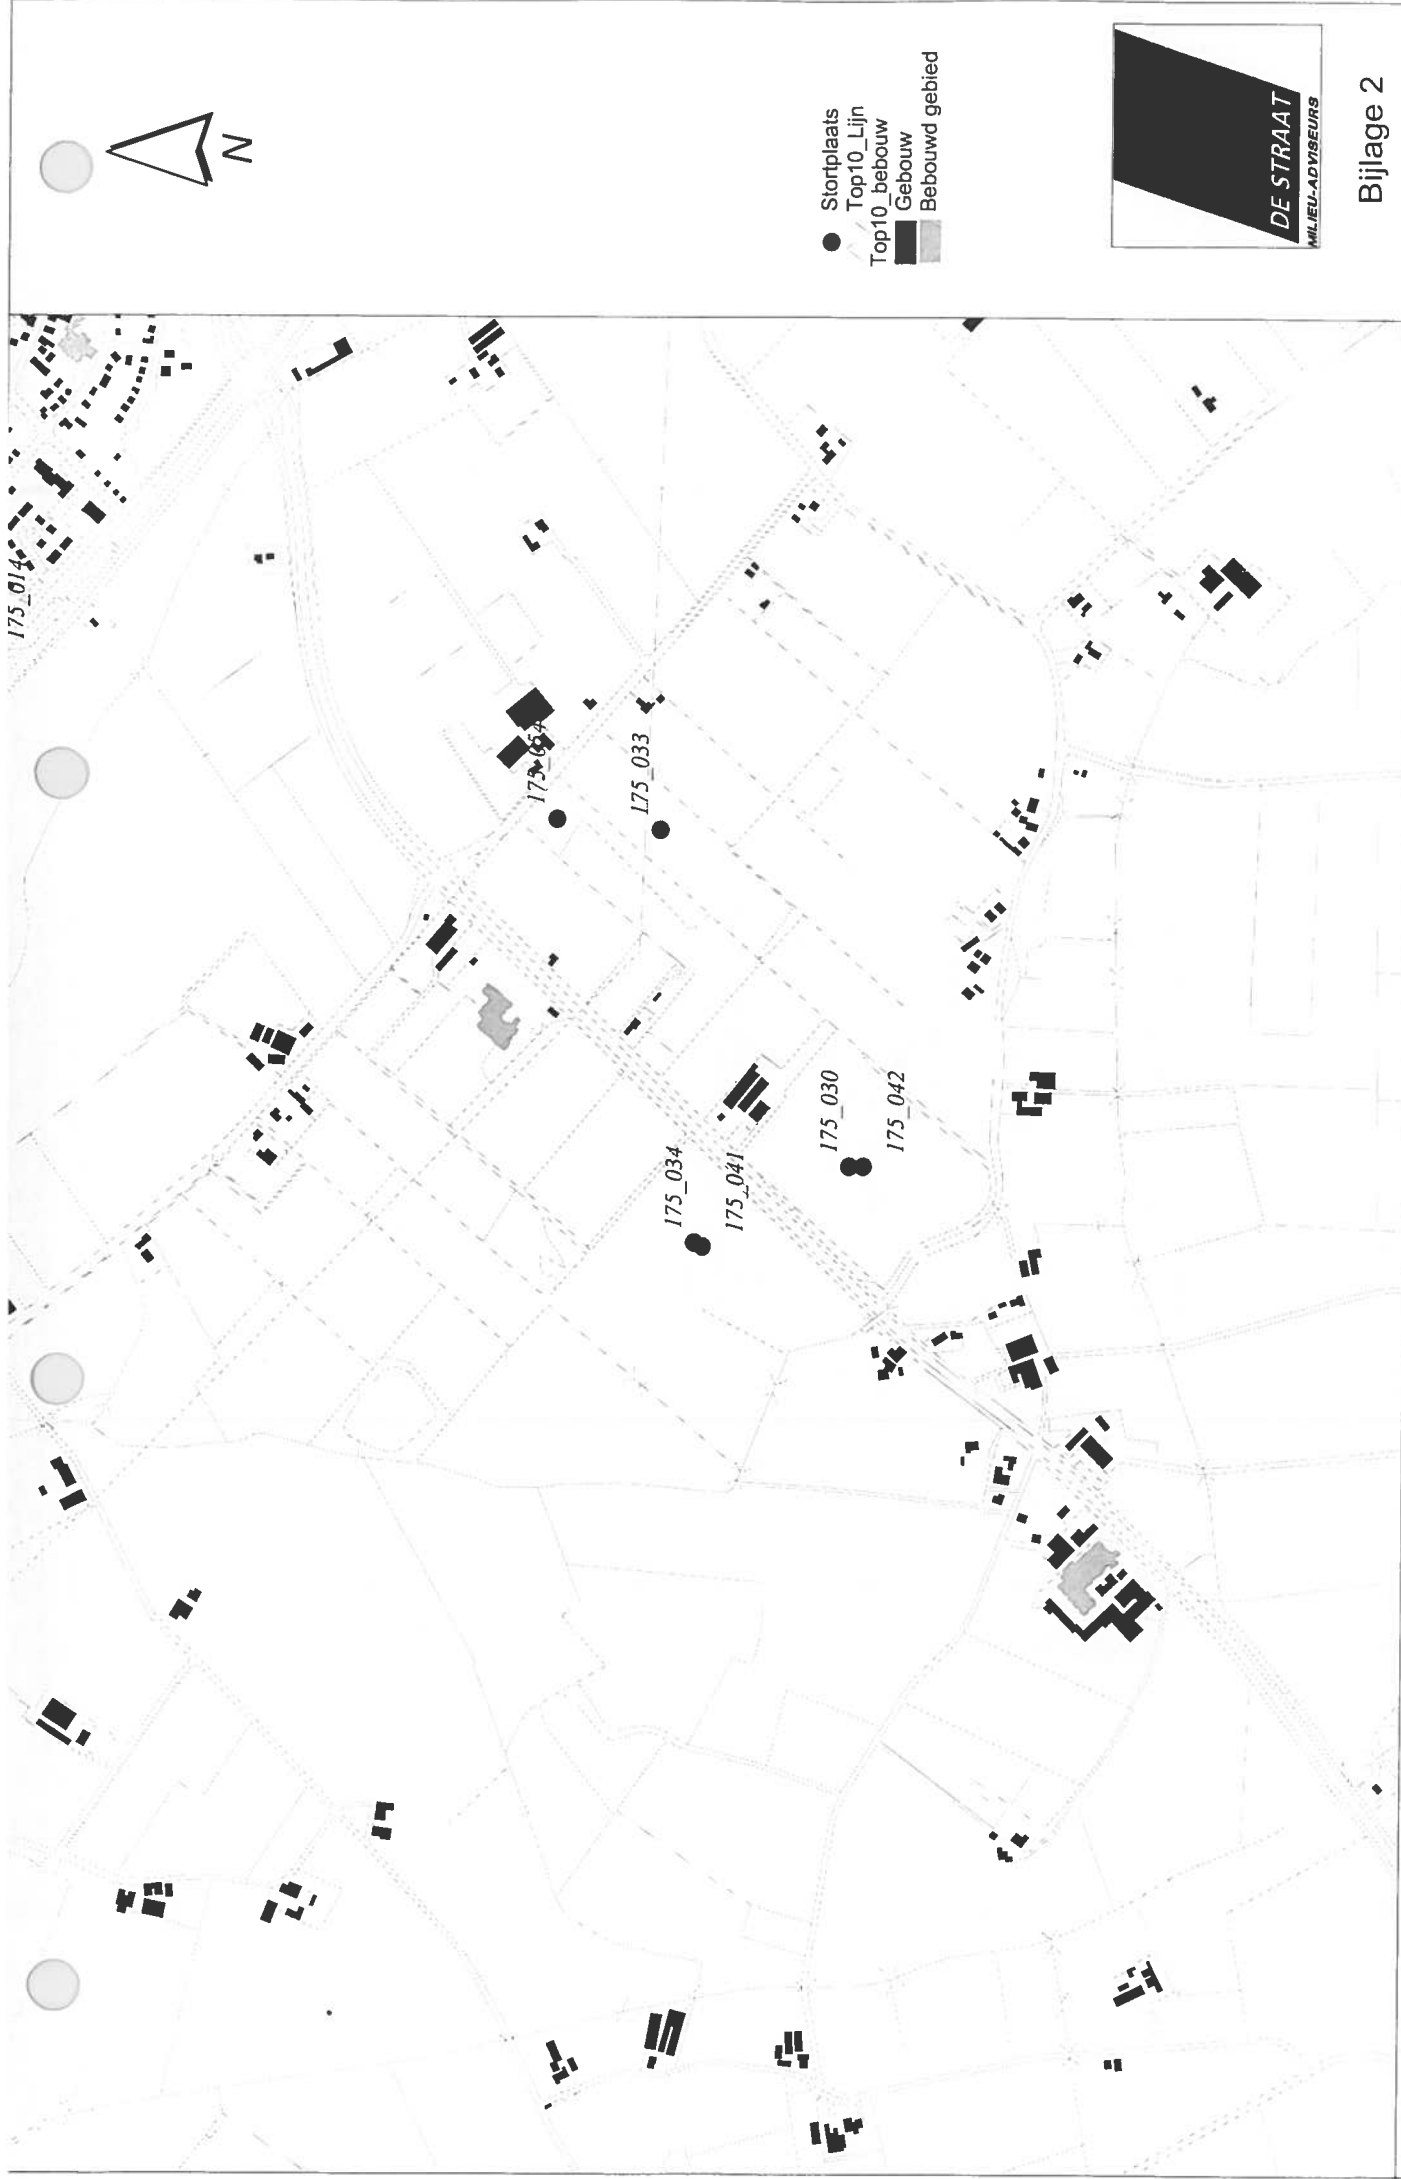 175_014
175_033
175_030
175_042
175_034
175_041
N
Stortplaats
Top10_Lijn
Top10_bebouw
Gebouw
Bebouwd gebied
DE STRAAT
MILIEU-ADVISEURS
Bijlage 2